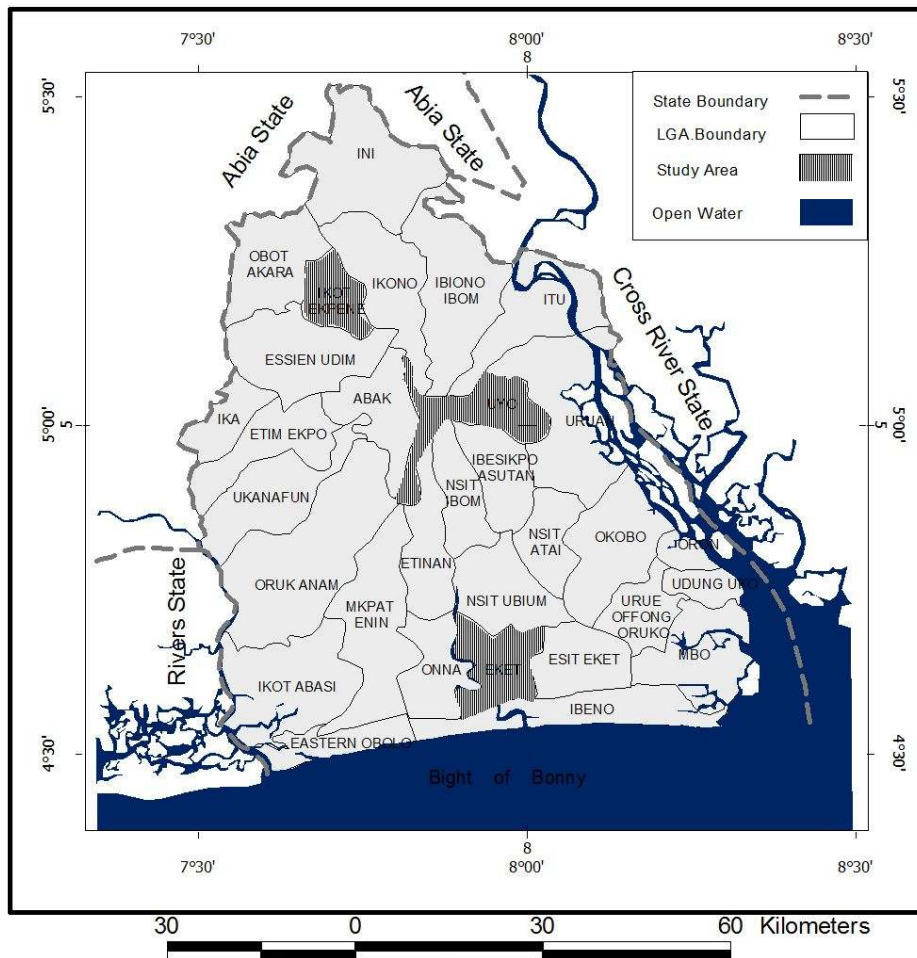 7°30'
8°00'
8
8°30'
5°30'
5°30'
State Boundary
LGA.Boundary
Study Area
Open Water
Abia State
Abia State
INI
OBOT
AKARA
IKOT
EKPENE
IKONO
IBIONO
IBOM
ITU
Cross River State
ESSIEN UDIM
ABAK
UYO
URUAN
5°00'
5
5
5°00'
IKA
ETIM EKPO
IBESIKPO
ASUTAN
NSIT
IBOM
UKANAFUN
NSIT
ATAI
OKOBO
ORON
ETINAN
ORUK ANAM
UDUNG UKO
MKPAT
ENIN
NSIT UBIUM
URUE
OFFONG
ORUKO
Rivers State
MBO
ONNA
EKET
ESIT EKET
IKOT ABASI
IBENO
EASTERN OBOLO
4°30'
4°30'
Bight of Bonny
8
7°30'
8°00'
8°30'
30
0
30
60
Kilometers